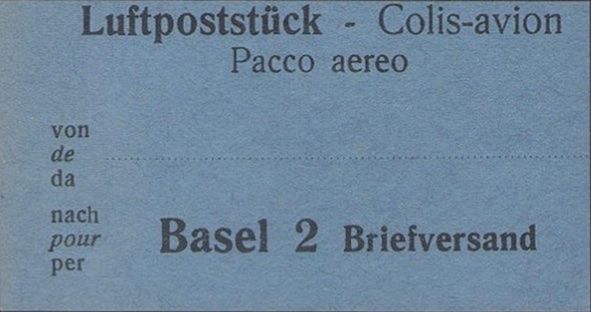 Luftpoststück - Colis-avion
Pacco aereo
von
de
da
nach
pour
per
Basel 2 Briefversand